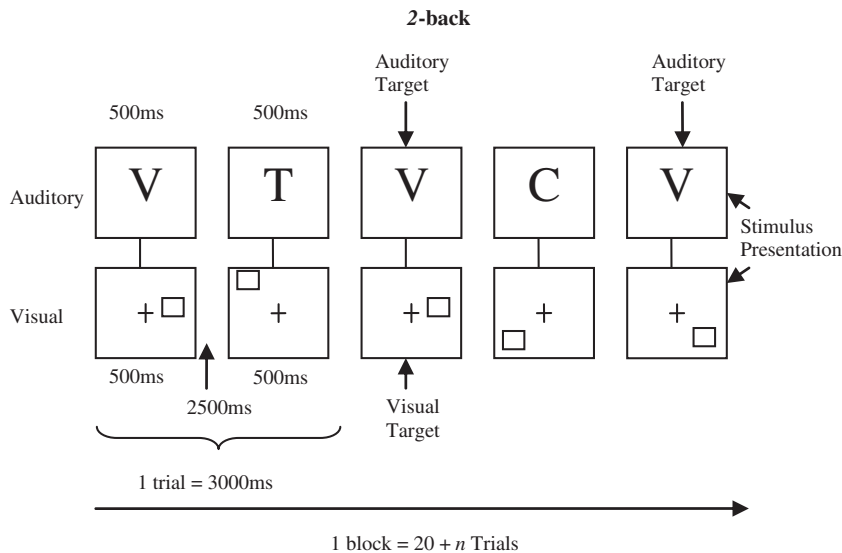 2-back
Auditory
Target
Auditory
Target
500ms
500ms
Auditory
V
T
V
C
V
Stimulus
Presentation
Visual
+
+
+
+
+
500ms
500ms
2500ms
Visual
Target
1 trial = 3000ms
1 block = 20 + n Trials